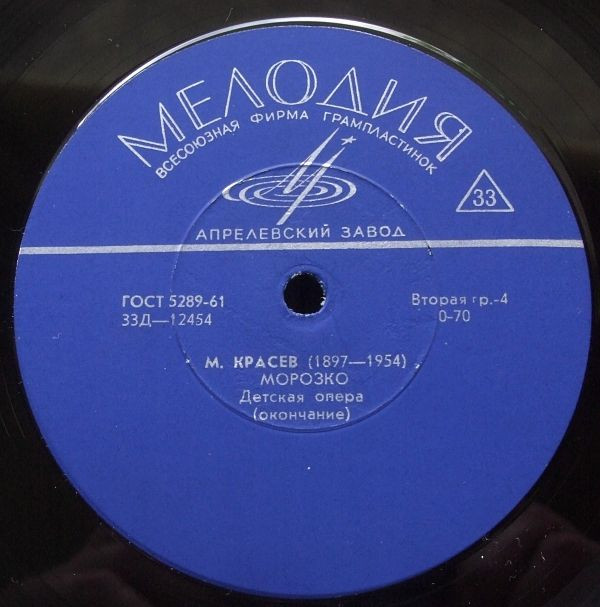 МЕЛОДИЯ
ВСЕСОЮЗНАЯ ФИРМА ГРАМПЛАСТИНОК
33
АПРЕЛЕВСКИЙ ЗАВОД
ГОСТ 5289-61
33Д—12454
Вторая гр.-4
0-70
М. КРАСЕВ (1897—1954)
МОРОЗКО
Детская опера
(окончание)